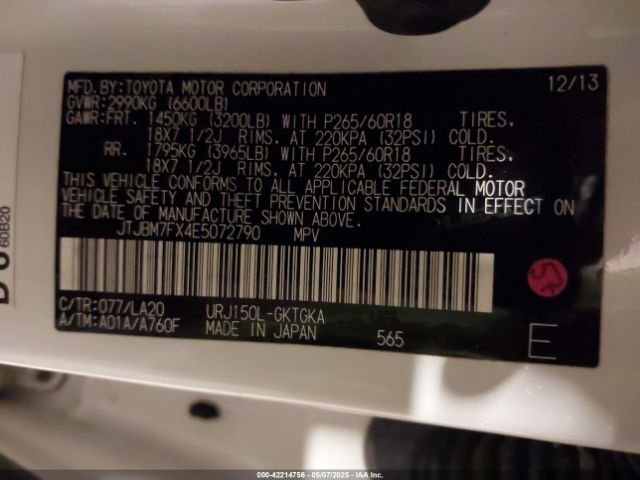 MFD.BY:TOYOTA MOTOR CORPORATION 12/13
GVWR:2990KG (6600LB)
GAWR:FRT. 1450KG (3200LB) WITH P265/60R18 TIRES,
18X7 1/2J RIMS, AT 220KPA (32PSI) COLD.
RR. 1795KG (3965LB) WITH P265/60R18 TIRES,
18X7 1/2J RIMS, AT 220KPA (32PSI) COLD.
THIS VEHICLE CONFORMS TO ALL APPLICABLE FEDERAL MOTOR
VEHICLE SAFETY AND THEFT PREVENTION STANDARDS IN EFFECT ON
THE DATE OF MANUFACTURE SHOWN ABOVE.
JTJBM7FX4E5072790 MPV
C/TR:077/LA20 URJ150L-GKTGKA
A/TM:A01A/A760F MADE IN JAPAN 565
E
60B20
000-42214756 - 05/07/2025 - IAA Inc.